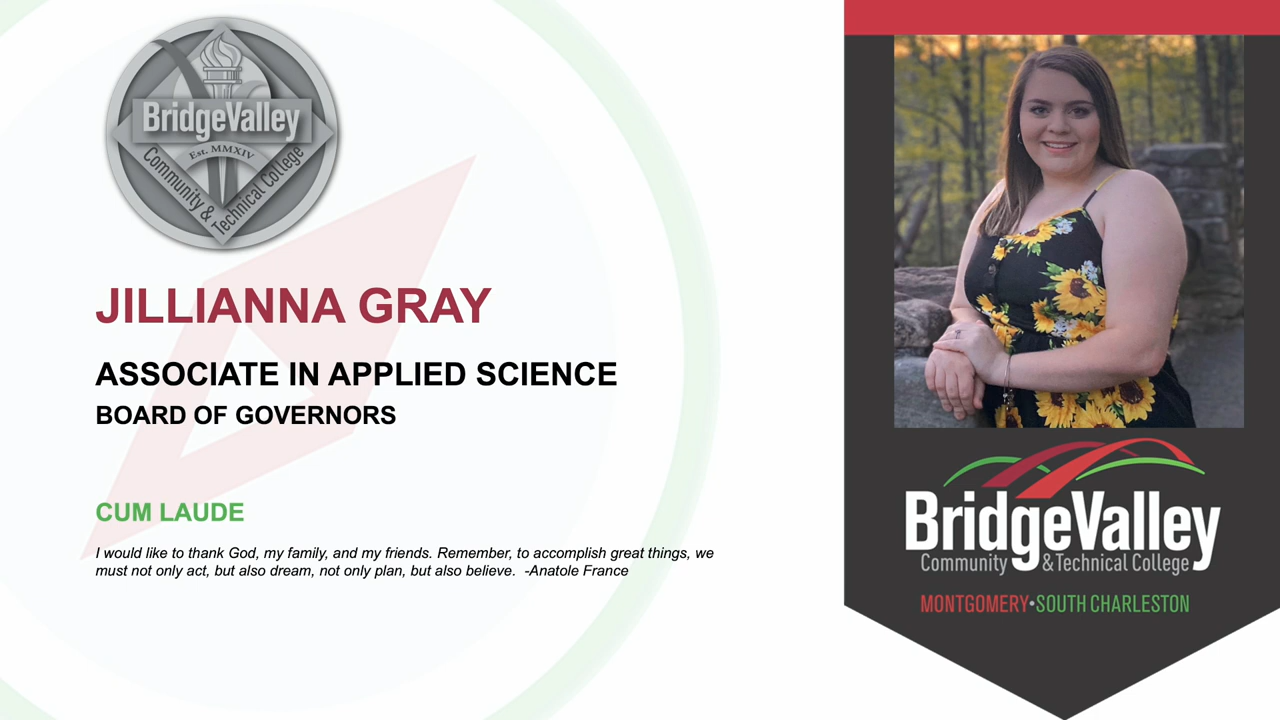 BridgeValley
Est. MMXIV
Community & Technical College
JILLIANNA GRAY
ASSOCIATE IN APPLIED SCIENCE
BOARD OF GOVERNORS
CUM LAUDE
I would like to thank God, my family, and my friends. Remember, to accomplish great things, we
must not only act, but also dream, not only plan, but also believe.  -Anatole France
BridgeValley
Community & Technical College
MONTGOMERY•SOUTH CHARLESTON